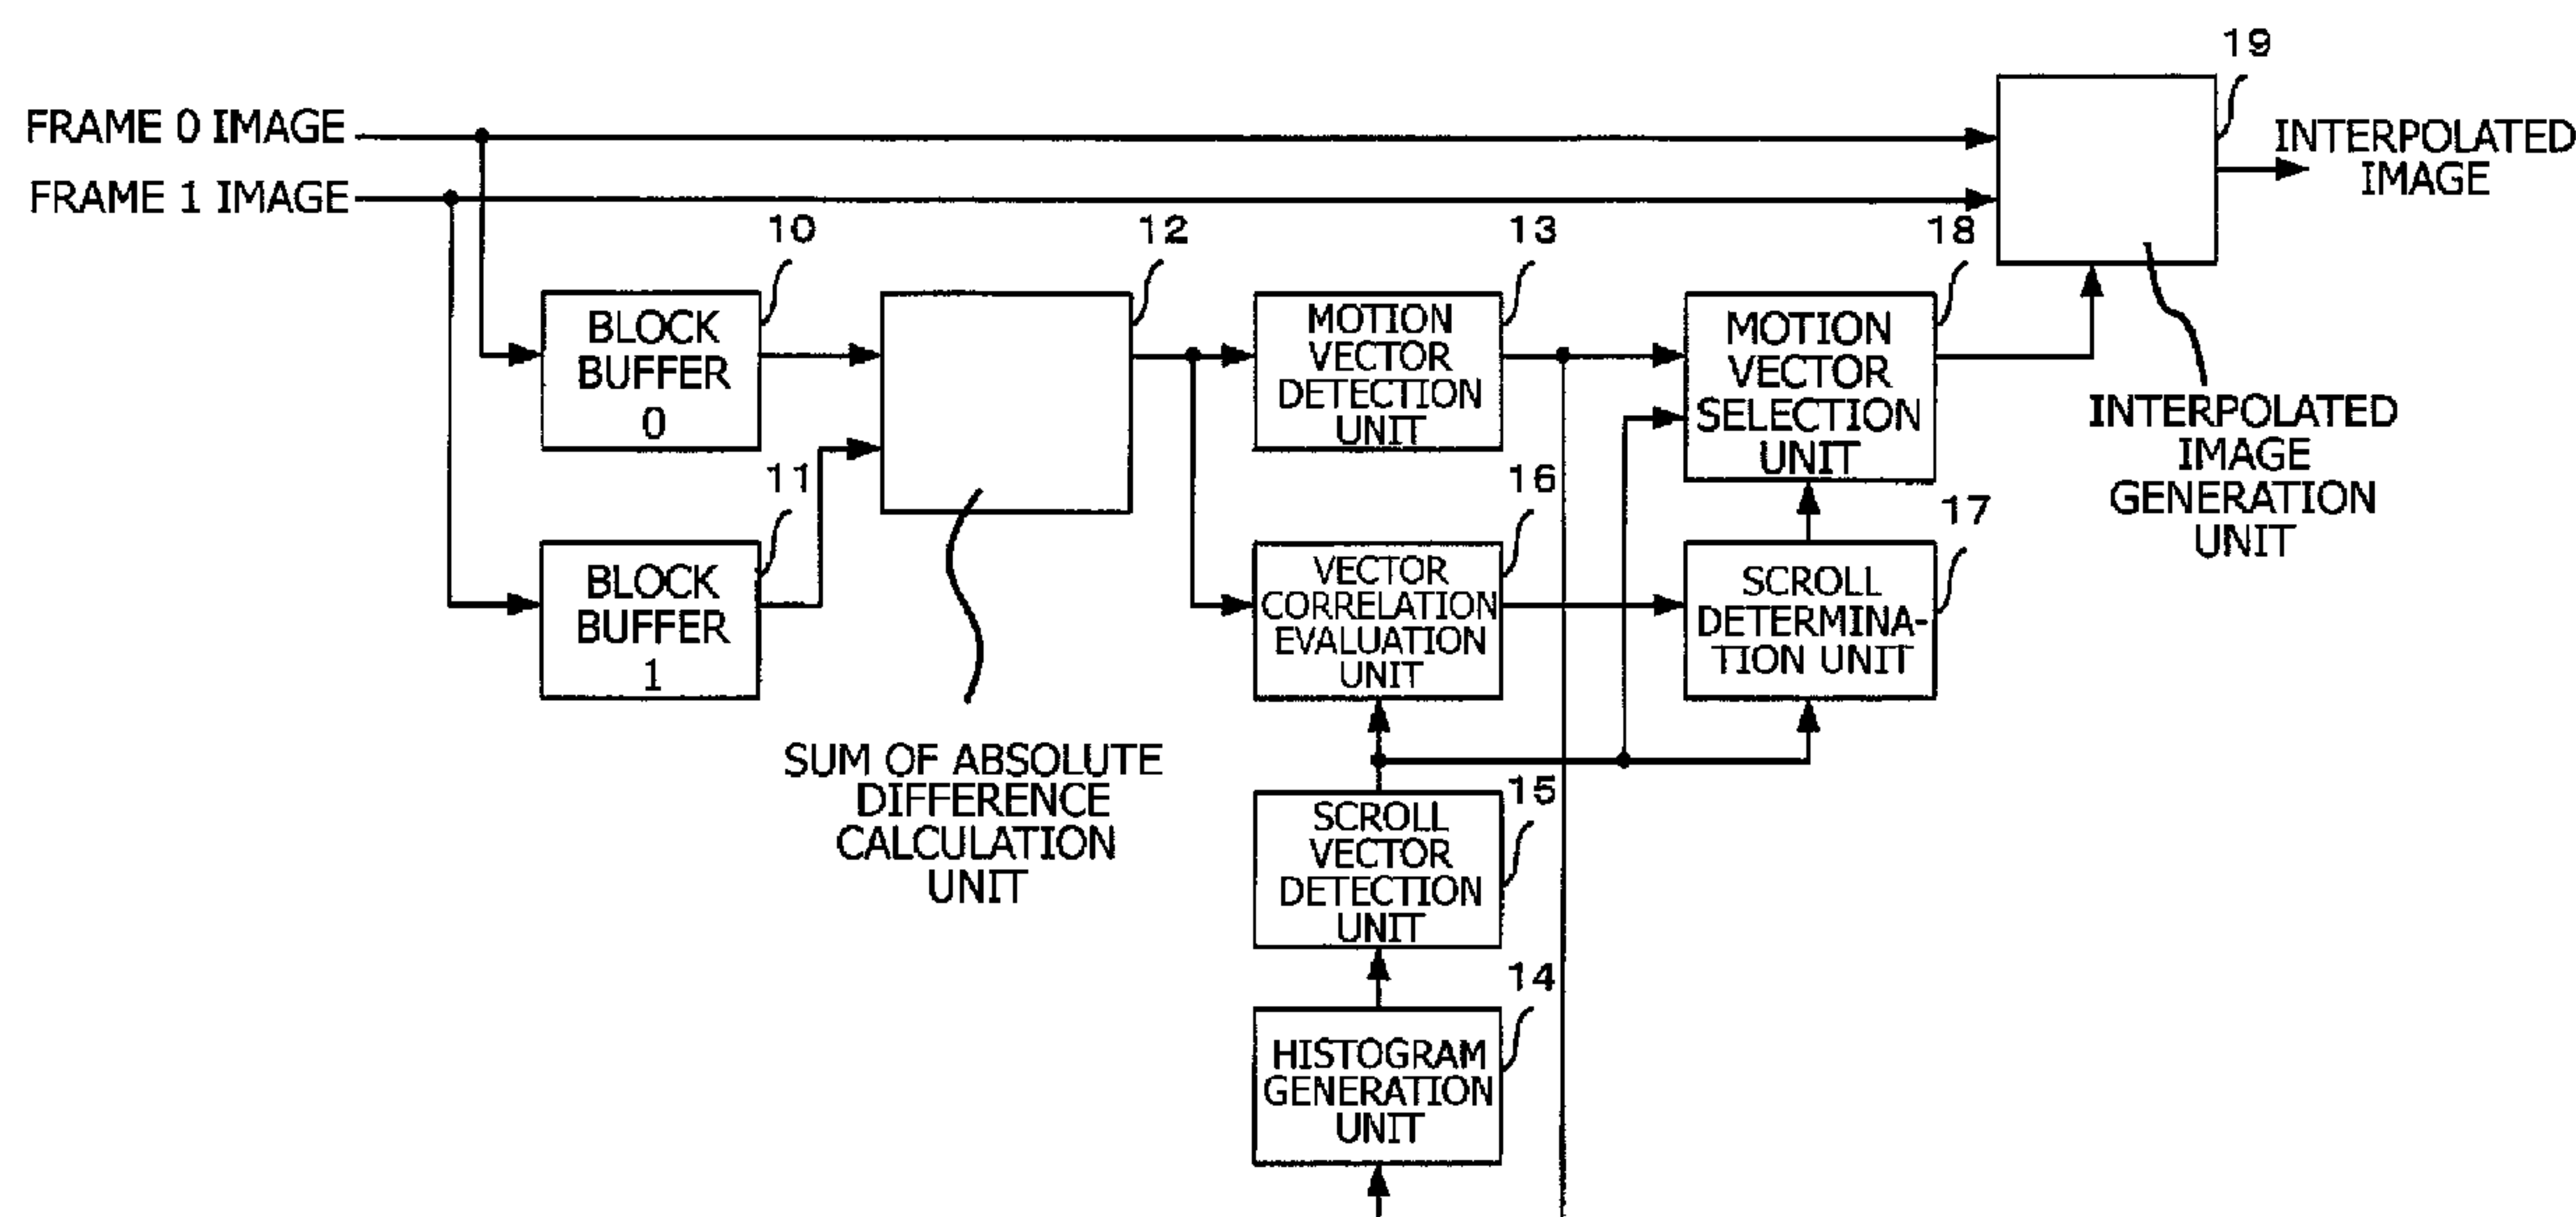 19
FRAME 0 IMAGE
INTERPOLATED
IMAGE
FRAME 1 IMAGE
10
12
13
18
BLOCK
BUFFER
0
MOTION
VECTOR
DETECTION
UNIT
MOTION
VECTOR
SELECTION
UNIT
INTERPOLATED
IMAGE
GENERATION
UNIT
11
16
17
BLOCK
BUFFER
1
VECTOR
CORRELATION
EVALUATION
UNIT
SCROLL
DETERMINA-
TION UNIT
SUM OF ABSOLUTE
DIFFERENCE
CALCULATION
UNIT
15
SCROLL
VECTOR
DETECTION
UNIT
14
HISTOGRAM
GENERATION
UNIT